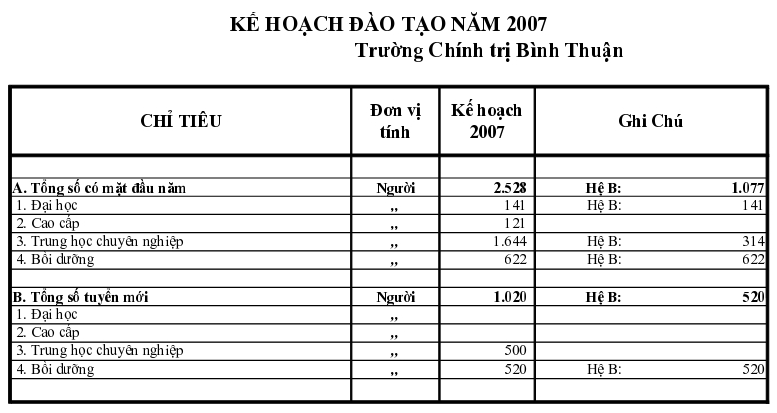 KẾ HOẠCH ĐÀO TẠO NĂM 2007
Trường Chính trị Bình Thuận
CHỈ TIÊU Đơn vị tính Kế hoạch 2007 Ghi Chú
A. Tổng số có mặt đầu năm Người 2.528 Hệ B: 1.077
1. Đại học ,, 141 Hệ B: 141
2. Cao cấp ,, 121
3. Trung học chuyên nghiệp ,, 1.644 Hệ B: 314
4. Bồi dưỡng ,, 622 Hệ B: 622
B. Tổng số tuyển mới Người 1.020 Hệ B: 520
1. Đại học ,,
2. Cao cấp ,,
3. Trung học chuyên nghiệp ,, 500
4. Bồi dưỡng ,, 520 Hệ B: 520